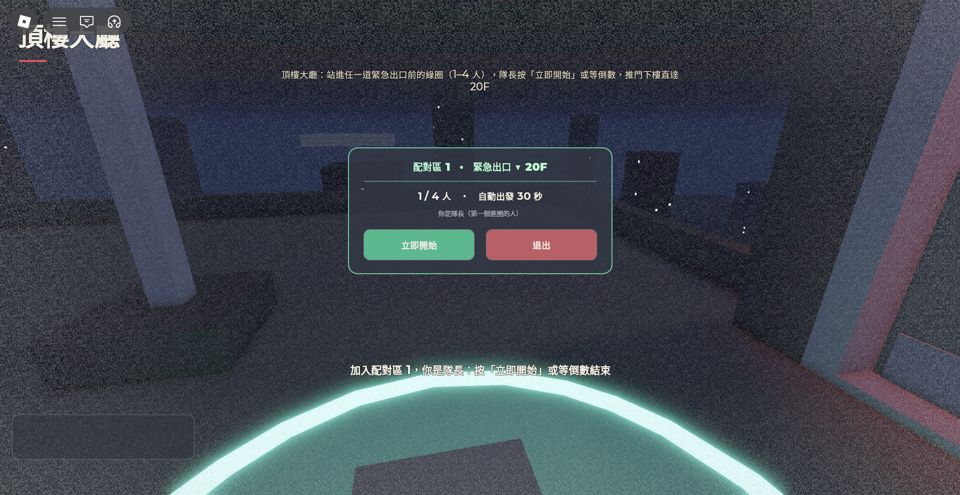 頂樓大廳
頂樓大廳：站進任一道緊急出口前的綠圈（1–4 人），隊長按「立即開始」或等倒數，推門下樓直達
20F
配對區 1 • 緊急出口 ▼ 20F
1 / 4 人 • 自動出發 30 秒
你是隊長（第一個進圈的人）
立即開始
退出
加入配對區 1，你是隊長：按「立即開始」或等倒數結束